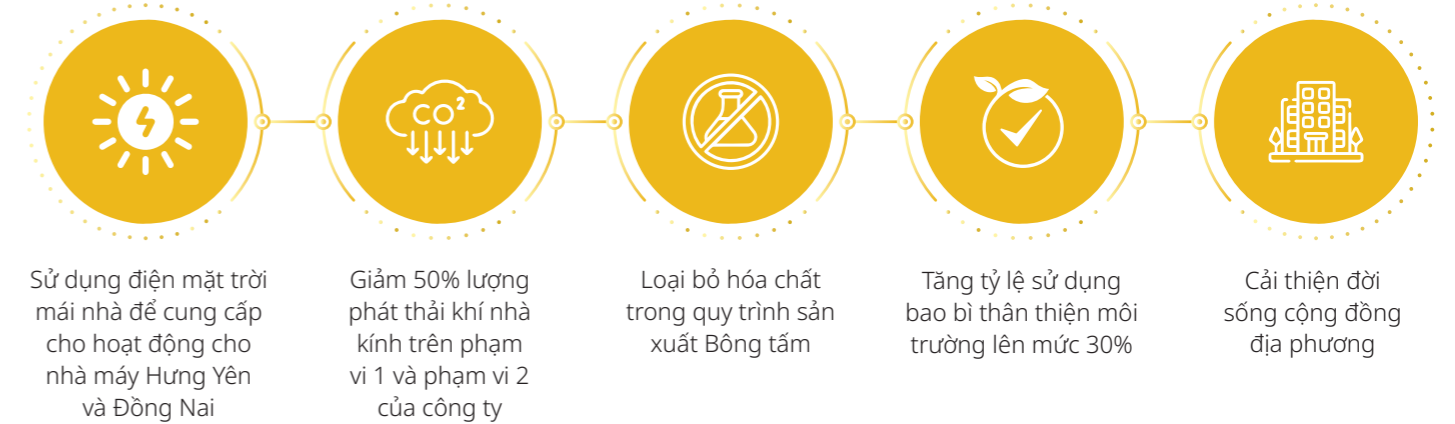 CO²
Sử dụng điện mặt trời
mái nhà để cung cấp
cho hoạt động cho
nhà máy Hưng Yên
và Đồng Nai
Giảm 50% lượng
phát thải khí nhà
kính trên phạm
vi 1 và phạm vi 2
của công ty
Loại bỏ hóa chất
trong quy trình sản
xuất Bông tấm
Tăng tỷ lệ sử dụng
bao bì thân thiện môi
trường lên mức 30%
Cải thiện đời
sống cộng đồng
địa phương